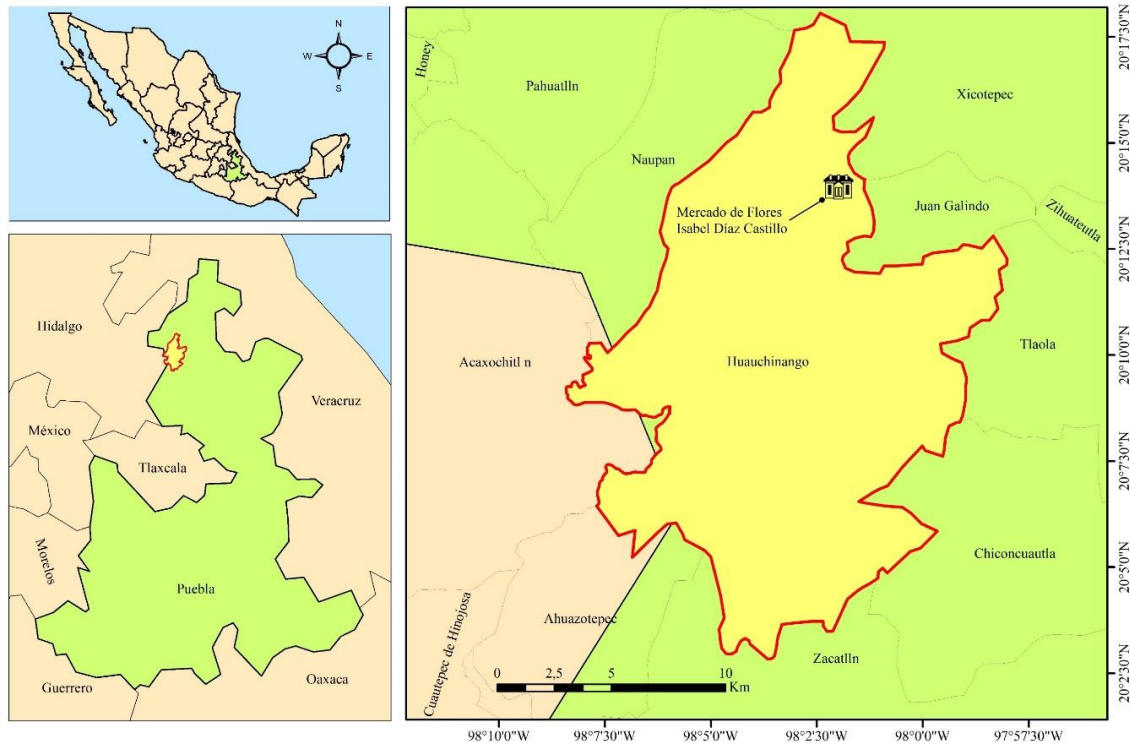 N
W
E
S
Hidalgo
México
Tlaxcala
Veracruz
Morelos
Puebla
Guerrero
Oaxaca
Honey
Pahuatlln
Xicotepec
Naupan
Mercado de Flores
Isabel Díaz Castillo
Juan Galindo
Zihuateutla
Acaxochitl n
Huauchinango
Tlaola
Chiconcuautla
Ahuazotepec
Cuautepec de Hinojosa
Zacatlln
0 2,5 5 10
Km
20°17'30"N
20°15'0"N
20°12'30"N
20°10'0"N
20°7'30"N
20°5'0"N
20°2'30"N
98°10'0"W 98°7'30"W 98°5'0"W 98°2'30"W 98°0'0"W 97°57'30"W